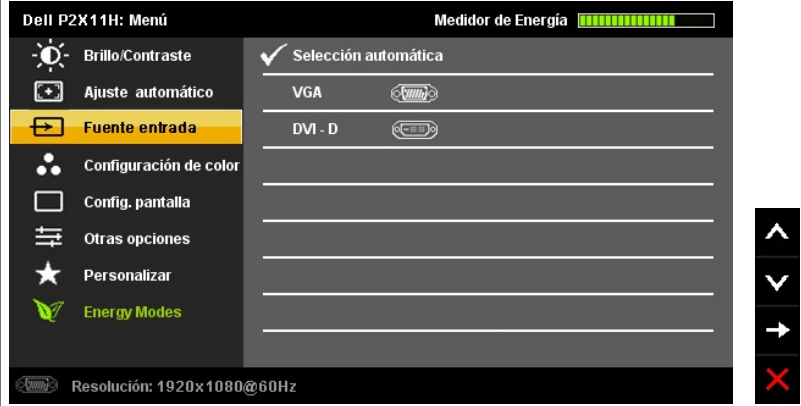 Dell P2X11H: Menú
Medidor de Energía
Brillo/Contraste
Selección automática
Ajuste automático
VGA
Fuente entrada
DVI - D
Configuración de color
Config. pantalla
Otras opciones
Personalizar
Energy Modes
Resolución: 1920x1080@60Hz